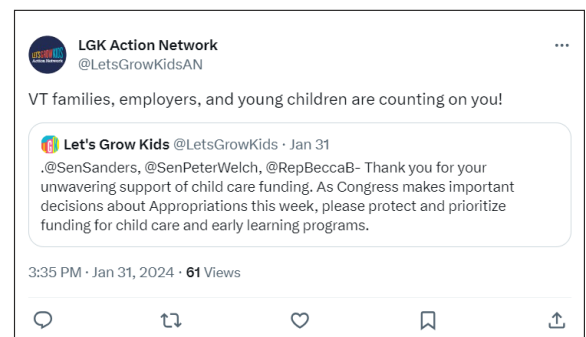 LGK Action Network
@LetsGrowKidsAN
VT families, employers, and young children are counting on you!
Let's Grow Kids @LetsGrowKids · Jan 31
.@SenSanders, @SenPeterWelch, @RepBeccaB- Thank you for your
unwavering support of child care funding. As Congress makes important
decisions about Appropriations this week, please protect and prioritize
funding for child care and early learning programs.
3:35 PM · Jan 31, 2024 · 61 Views